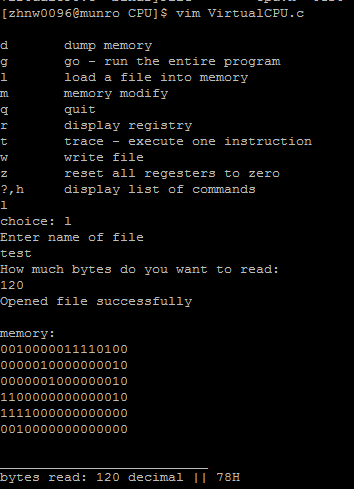 [zhnw0096@munro CPU]$ vim VirtualCPU.c
d dump memory
g go - run the entire program
l load a file into memory
m memory modify
q quit
r display registry
t trace - execute one instruction
w write file
z reset all regesters to zero
?,h display list of commands
l
choice: l
Enter name of file
test
How much bytes do you want to read:
120
Opened file successfully
memory:
0010000011110100
0000010000000010
0000001000000010
1100000000000010
1111000000000000
0010000000000000
bytes read: 120 decimal || 78H